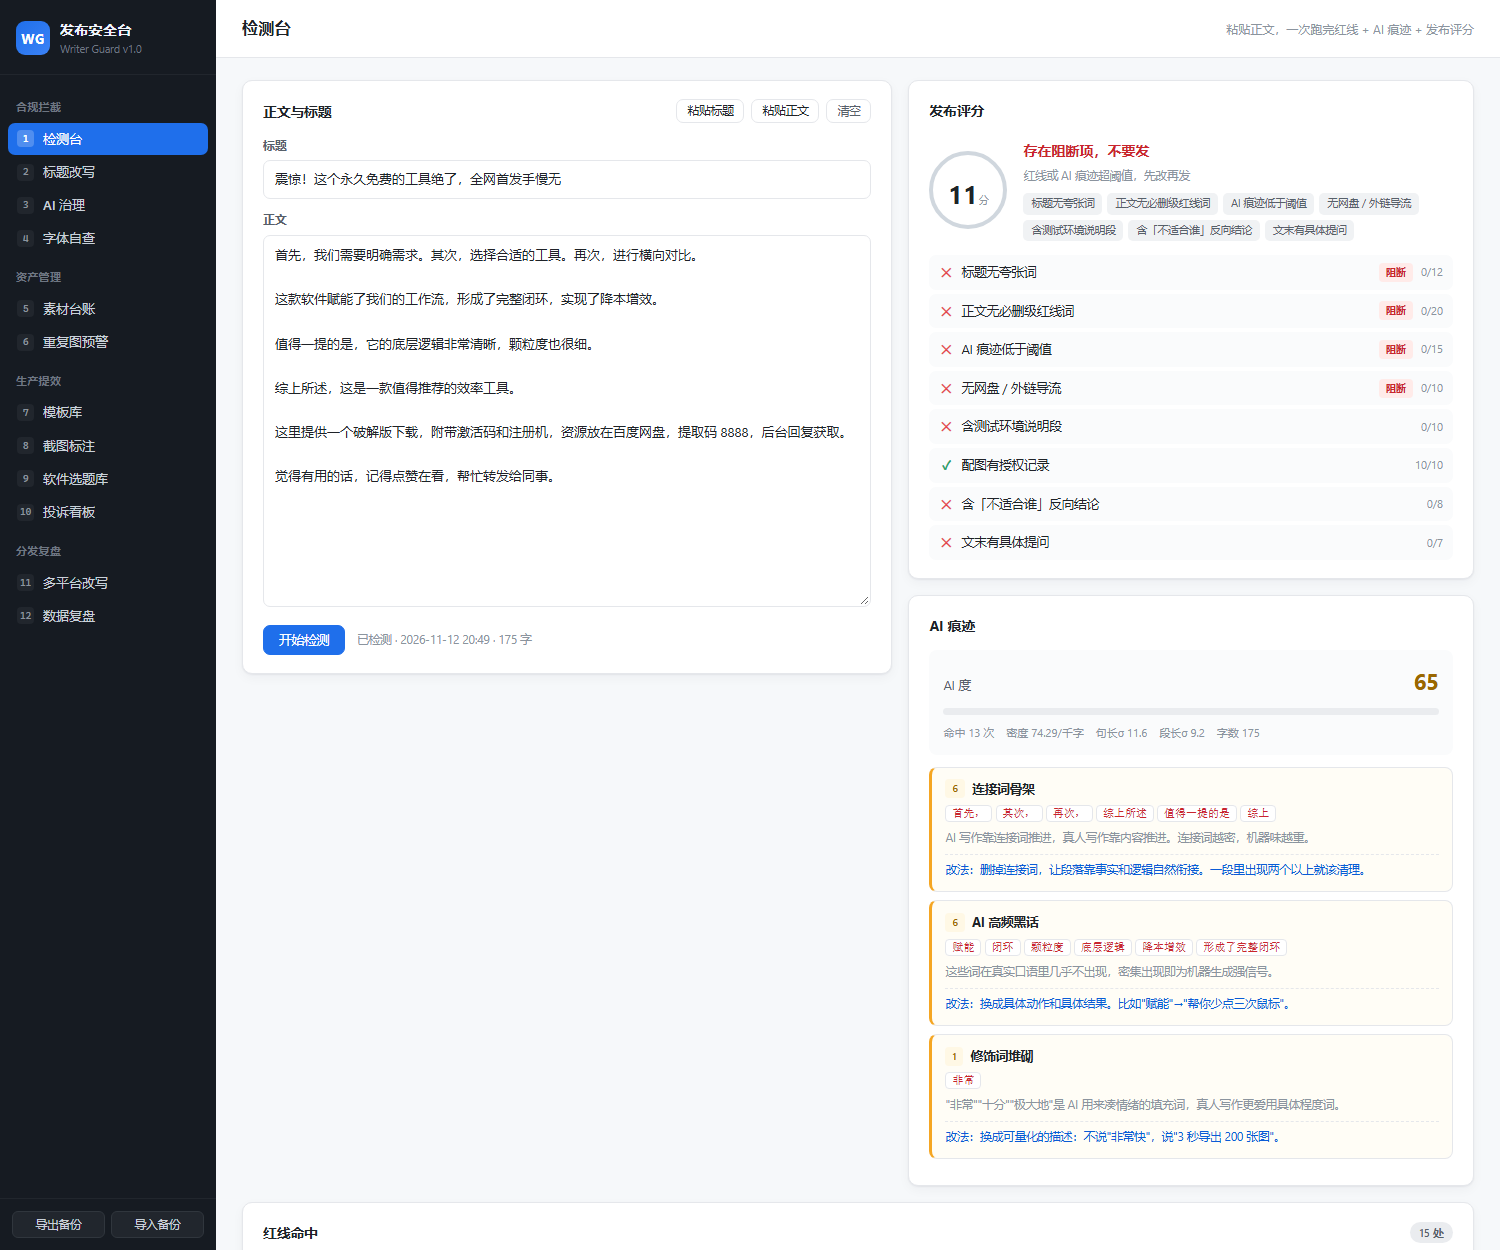 WG
发布安全台
Writer Guard v1.0
合规拦截
1 检测台
2 标题改写
3 AI 治理
4 字体自查
资产管理
5 素材台账
6 重复图预警
生产提效
7 模板库
8 截图标注
9 软件选题库
10 投诉看板
分发复盘
11 多平台改写
12 数据复盘
导出备份 导入备份
检测台
粘贴正文，一次跑完红线 + AI 痕迹 + 发布评分
正文与标题
粘贴标题 粘贴正文 清空
标题
震惊！这个永久免费的工具绝了，全网首发手慢无
正文
首先，我们需要明确需求。其次，选择合适的工具。再次，进行横向对比。
这款软件赋能了我们的工作流，形成了完整闭环，实现了降本增效。
值得一提的是，它的底层逻辑非常清晰，颗粒度也很细。
综上所述，这是一款值得推荐的效率工具。
这里提供一个破解版下载，附带激活码和注册机，资源放在百度网盘，提取码 8888，后台回复获取。
觉得有用的话，记得点赞在看，帮忙转发给同事。
开始检测 已检测 · 2026-11-12 20:49 · 175 字
发布评分
11分
存在阻断项，不要发
红线或 AI 痕迹超阈值，先改再发
标题无夸张词 正文无必删级红线词 AI 痕迹低于阈值 无网盘 / 外链导流
含测试环境说明段 含「不适合谁」反向结论 文末有具体提问
✕ 标题无夸张词 阻断 0/12
✕ 正文无必删级红线词 阻断 0/20
✕ AI 痕迹低于阈值 阻断 0/15
✕ 无网盘 / 外链导流 阻断 0/10
✕ 含测试环境说明段 0/10
✓ 配图有授权记录 10/10
✕ 含「不适合谁」反向结论 0/8
✕ 文末有具体提问 0/7
AI 痕迹
AI 度 65
命中 13 次 密度 74.29/千字 句长σ 11.6 段长σ 9.2 字数 175
6 连接词骨架
首先， 其次， 再次， 综上所述 值得一提的是 综上
AI 写作靠连接词推进，真人写作靠内容推进。连接词越密，机器味越重。
改法：删掉连接词，让段落靠事实和逻辑自然衔接。一段里出现两个以上就该清理。
6 AI 高频黑话
赋能 闭环 颗粒度 底层逻辑 降本增效 形成了完整闭环
这些词在真实口语里几乎不出现，密集出现即为机器生成强信号。
改法：换成具体动作和具体结果。比如"赋能"→"帮你少点三次鼠标"。
1 修饰词堆砌
非常
"非常""十分""极大地"是 AI 用来凑情绪的填充词，真人写作更爱用具体程度词。
改法：换成可量化的描述：不说"非常快"，说"3 秒导出 200 张图"。
红线命中 15 处